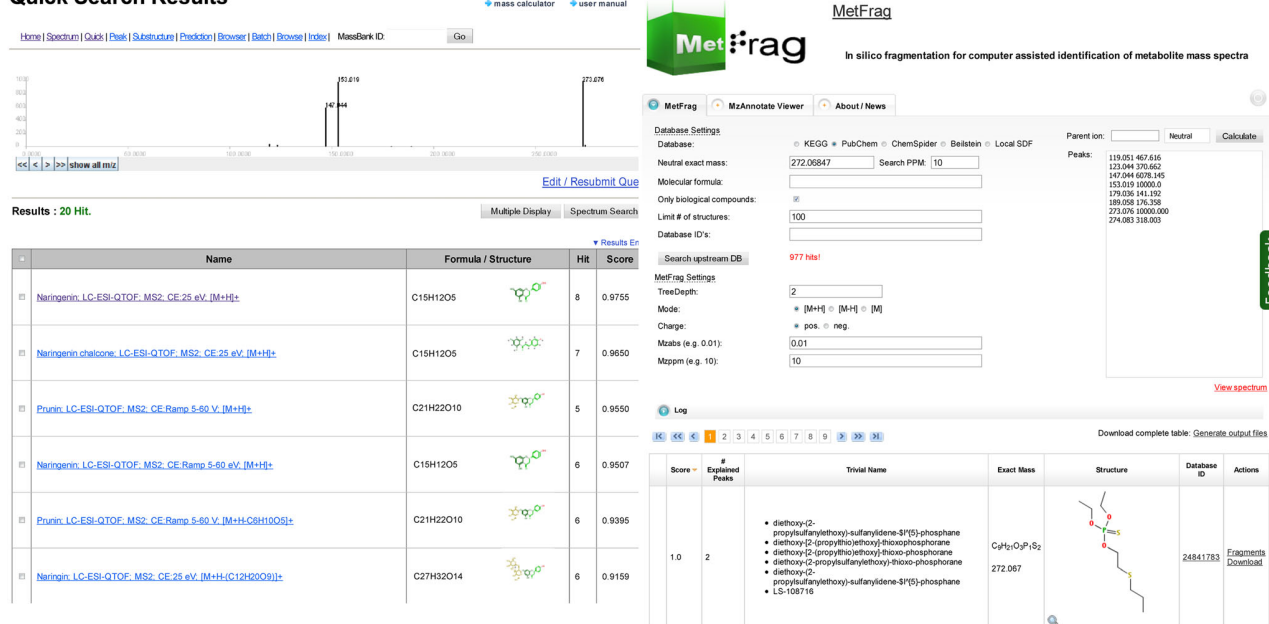 Quick Search Results
mass calculator user manual
Home | Spectrum | Quick | Peak | Substructure | Prediction | Browser | Batch | Browse | Index | MassBank ID: Go
153.019
273.076
147.044
<< < > >> show all m/z
Edit / Resubmit Que
Results : 20 Hit.
Multiple Display Spectrum Search
▼ Results En
Name Formula / Structure Hit Score
Naringenin; LC-ESI-QTOF; MS2; CE:25 eV; [M+H]+ C15H12O5 8 0.9755
Naringenin chalcone; LC-ESI-QTOF; MS2; CE:25 eV; [M+H]+ C15H12O5 7 0.9650
Prunin; LC-ESI-QTOF; MS2; CE:Ramp 5-60 V; [M+H]+ C21H22O10 5 0.9550
Naringenin; LC-ESI-QTOF; MS2; CE:Ramp 5-60 eV; [M+H]+ C15H12O5 6 0.9507
Prunin; LC-ESI-QTOF; MS2; CE:Ramp 5-60 V; [M+H-C6H10O5]+ C21H22O10 6 0.9395
Naringin; LC-ESI-QTOF; MS2; CE:25 eV; [M+H-(C12H20O9)]+ C27H32O14 6 0.9159
MetFrag
MetFrag
In silico fragmentation for computer assisted identification of metabolite mass spectra
MetFrag MzAnnotate Viewer About / News
Database Settings
Database: KEGG PubChem ChemSpider Beilstein Local SDF
Neutral exact mass: 272.06847 Search PPM: 10
Molecular formula:
Only biological compounds:
Limit # of structures: 100
Database ID's:
Search upstream DB 977 hits!
MetFrag Settings
TreeDepth: 2
Mode: [M+H] [M-H] [M]
Charge: pos. neg.
Mzabs (e.g. 0.01): 0.01
Mzppm (e.g. 10): 10
Parent ion: Neutral Calculate
Peaks:
119.051 467.616
123.044 370.662
147.044 6078.145
153.019 10000.0
179.036 141.192
189.058 176.358
273.076 10000.000
274.083 318.003
View spectrum
Log
1 2 3 4 5 6 7 8 9
Download complete table: Generate output files
Score # Explained Peaks Trivial Name Exact Mass Structure Database ID Actions
1.0 2
• diethoxy-(2-
propylsulfanylethoxy)-sulfanylidene-$l^{5}-phosphane
• diethoxy-[2-(propylthio)ethoxy]-thioxophosphorane
• diethoxy-[2-(propylthio)ethoxy]-thioxo-phosphorane
• diethoxy-(2-propylsulfanylethoxy)-thioxo-phosphorane
• diethoxy-(2-
propylsulfanylethoxy)-sulfanylidene-$l^{5}-phosphane
• LS-108716
C9H21O3P1S2
272.067
24841783
Fragments
Download